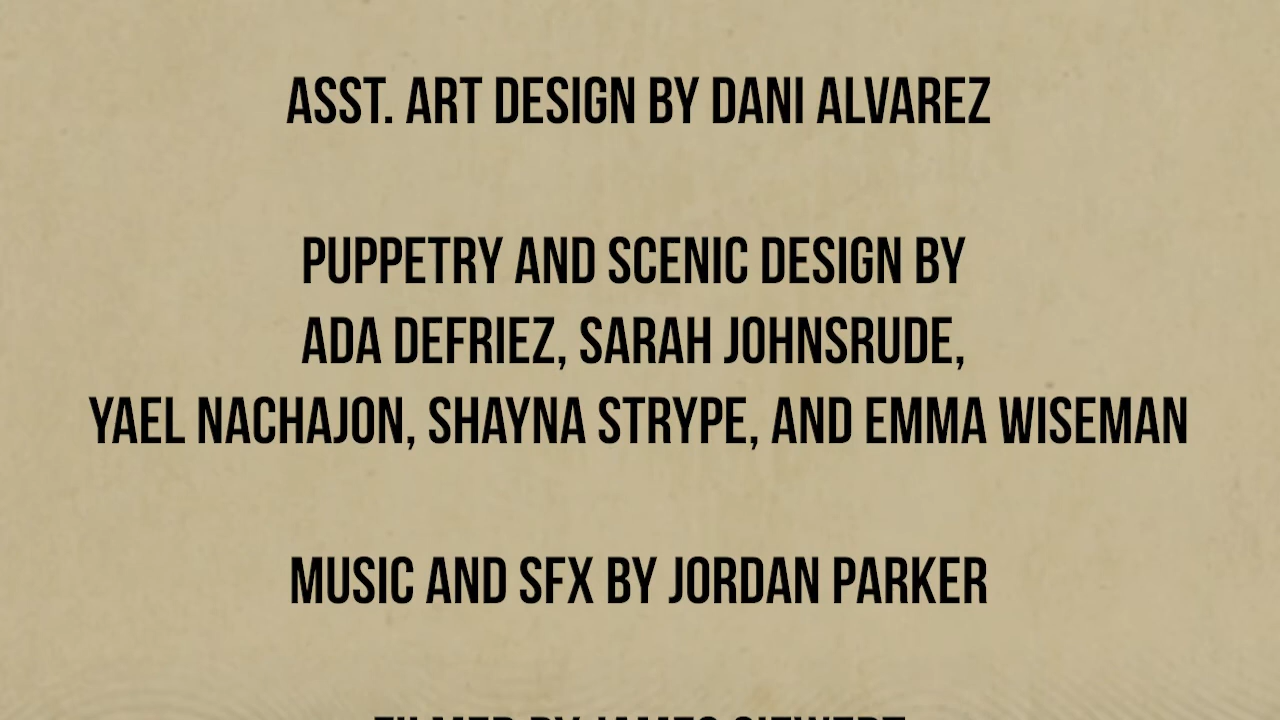 ASST. ART DESIGN BY DANI ALVAREZ
PUPPETRY AND SCENIC DESIGN BY
ADA DEFRIEZ, SARAH JOHNSRUDE,
YAEL NACHAJON, SHAYNA STRYPE, AND EMMA WISEMAN
MUSIC AND SFX BY JORDAN PARKER
FILMED BY JAMES